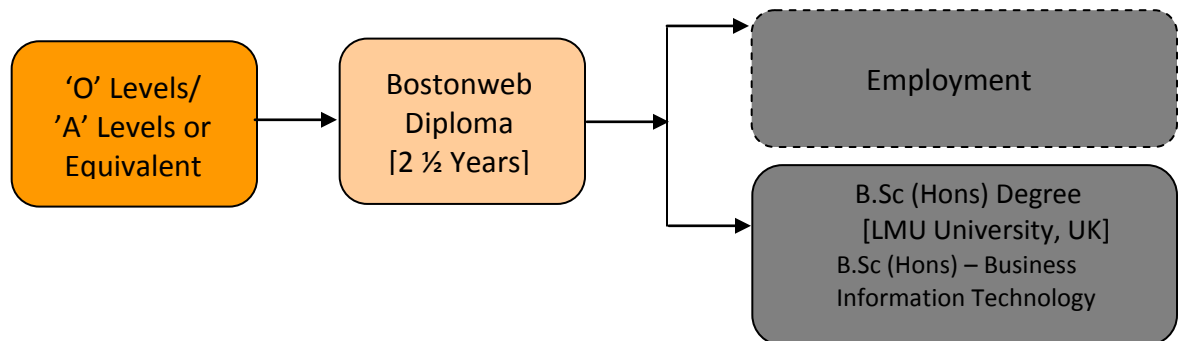 ‘O’ Levels/
’A’ Levels or
Equivalent
Bostonweb
Diploma
[2 ½ Years]
Employment
B.Sc (Hons) Degree
[LMU University, UK]
B.Sc (Hons) – Business
Information Technology